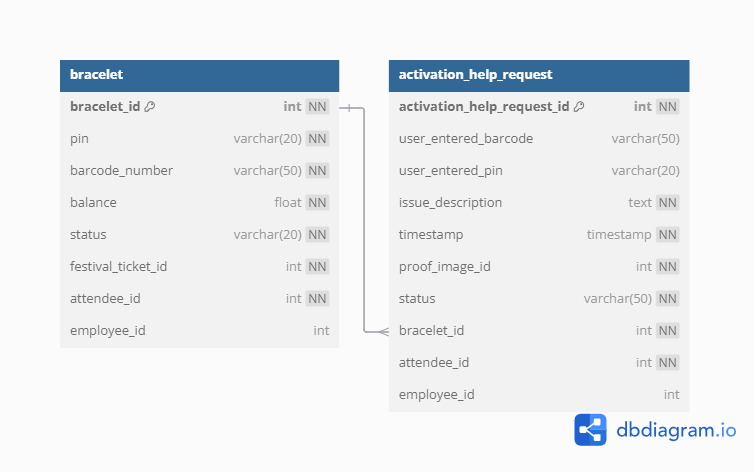 bracelet
bracelet_id int NN
pin varchar(20) NN
barcode_number varchar(50) NN
balance float NN
status varchar(20) NN
festival_ticket_id int NN
attendee_id int NN
employee_id int
activation_help_request
activation_help_request_id int NN
user_entered_barcode varchar(50)
user_entered_pin varchar(20)
issue_description text NN
timestamp timestamp NN
proof_image_id int NN
status varchar(50) NN
bracelet_id int NN
attendee_id int NN
employee_id int
dbdiagram.io